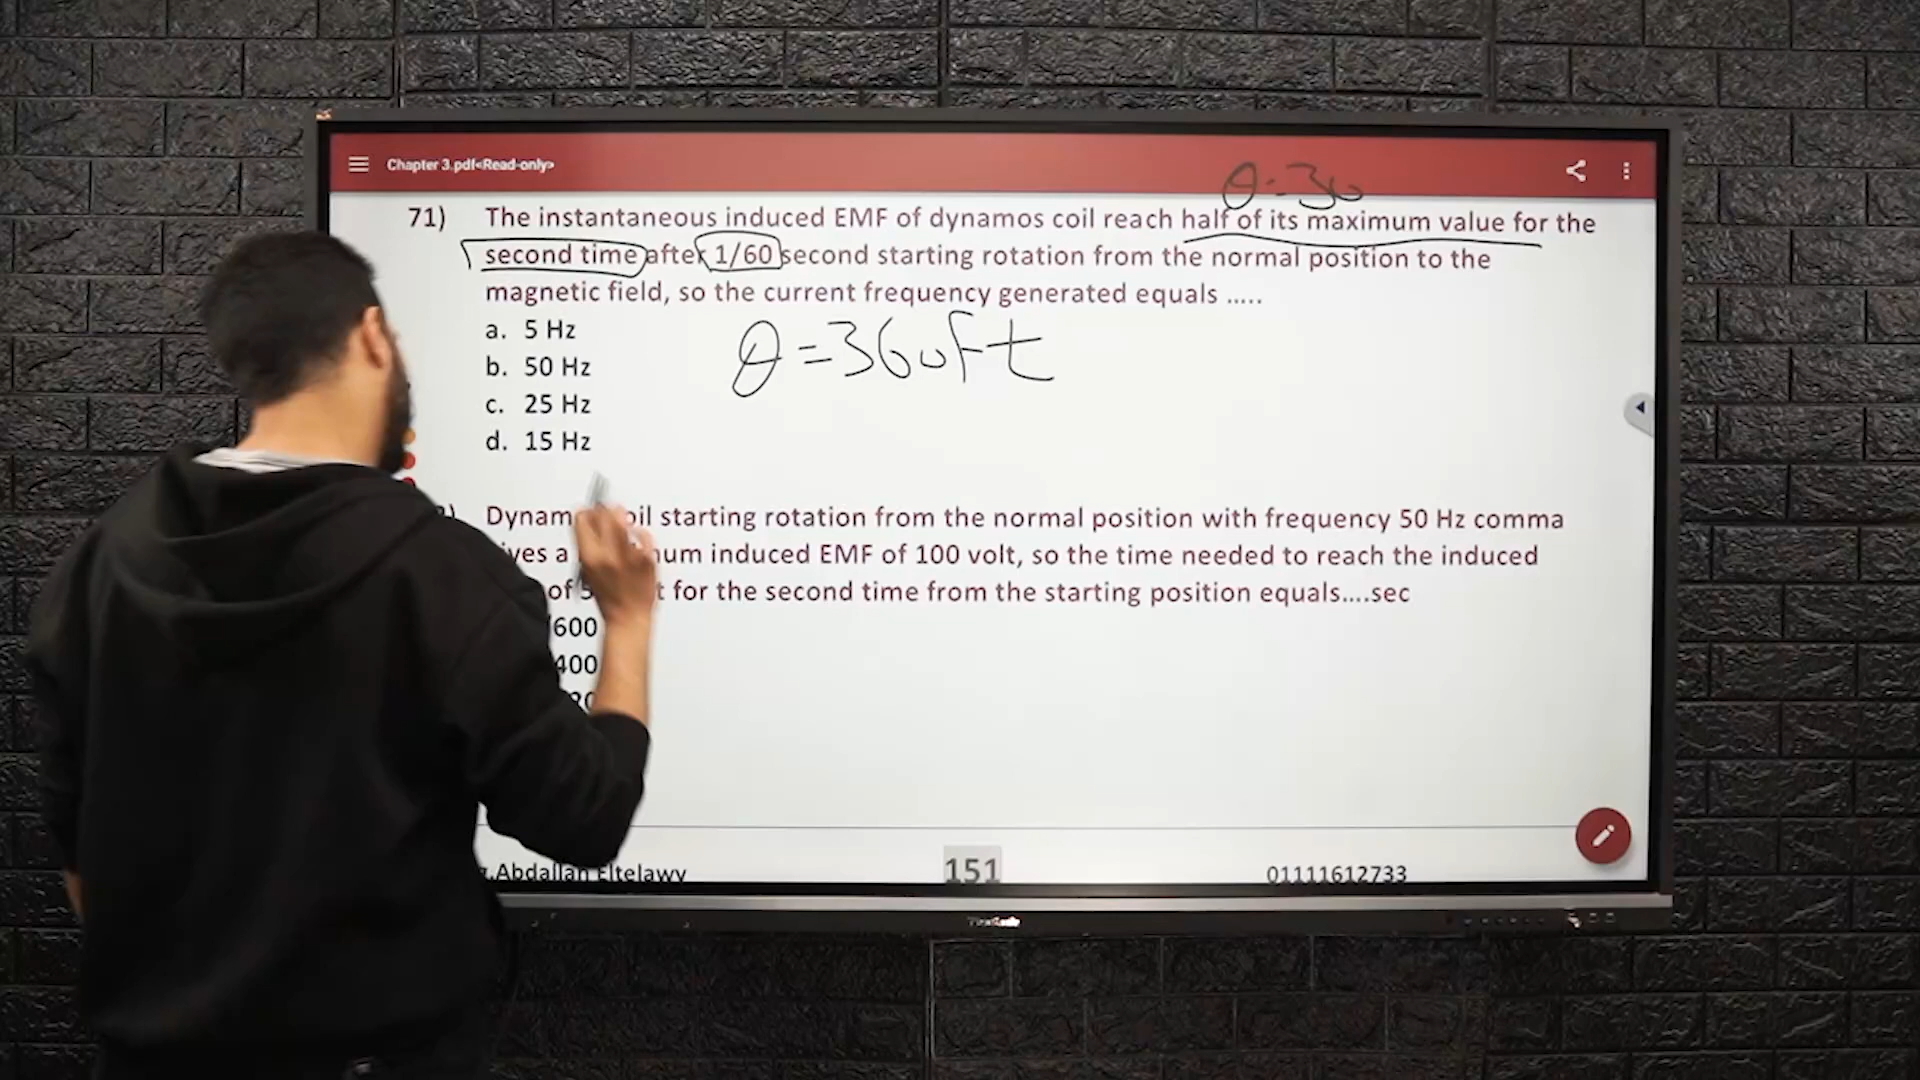 Chapter 3.pdf<Read-only>
θ=30
71) The instantaneous induced EMF of dynamos coil reach half of its maximum value for the
second time after 1/60 second starting rotation from the normal position to the
magnetic field, so the current frequency generated equals .....
a. 5 Hz
θ=360ft
b. 50 Hz
c. 25 Hz
d. 15 Hz
starting rotation from the normal position with frequency 50 Hz comma
induced EMF of 100 volt, so the time needed to reach the induced
of for the second time from the starting position equals....sec
600
400
Abdallah Eltelawy
151
01111612733
ViewSonic